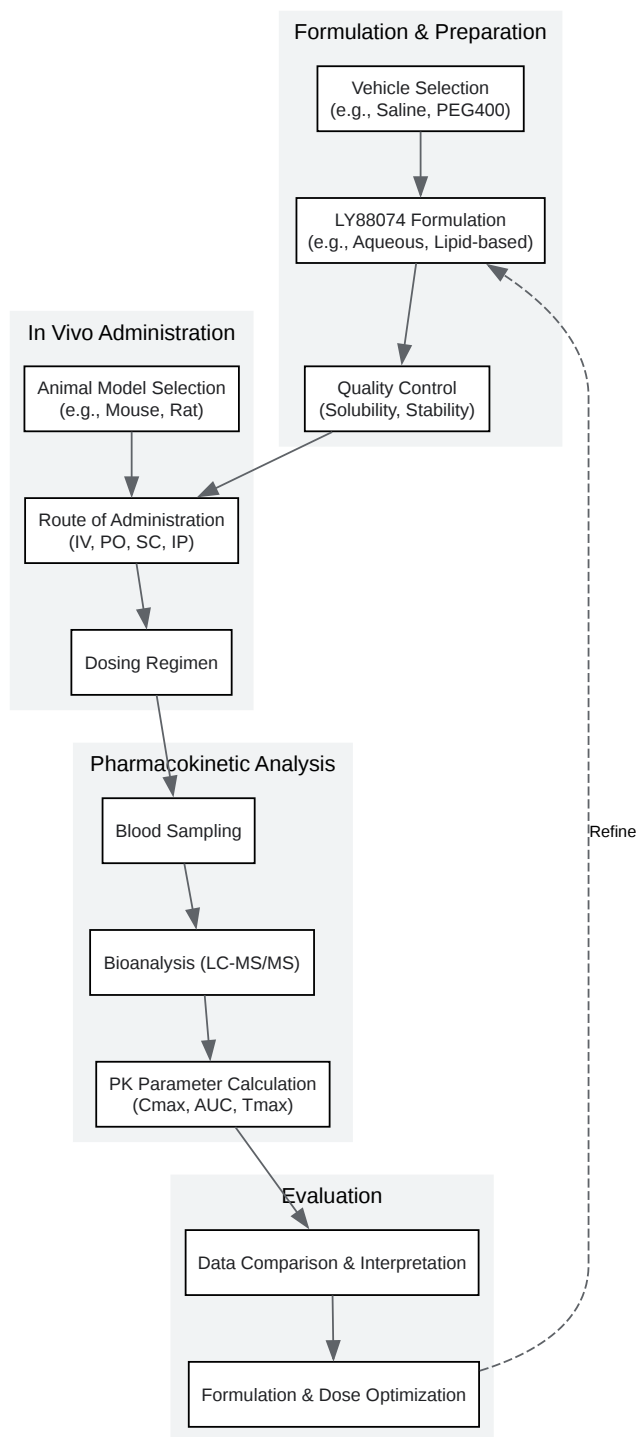 Formulation & Preparation
Vehicle Selection
(e.g., Saline, PEG400)
LY88074 Formulation
(e.g., Aqueous, Lipid-based)
In Vivo Administration
Animal Model Selection
(e.g., Mouse, Rat)
Quality Control
(Solubility, Stability)
Route of Administration
(IV, PO, SC, IP)
Dosing Regimen
Pharmacokinetic Analysis
Blood Sampling
Refine
Bioanalysis (LC-MS/MS)
PK Parameter Calculation
(Cmax, AUC, Tmax)
Evaluation
Data Comparison & Interpretation
Formulation & Dose Optimization